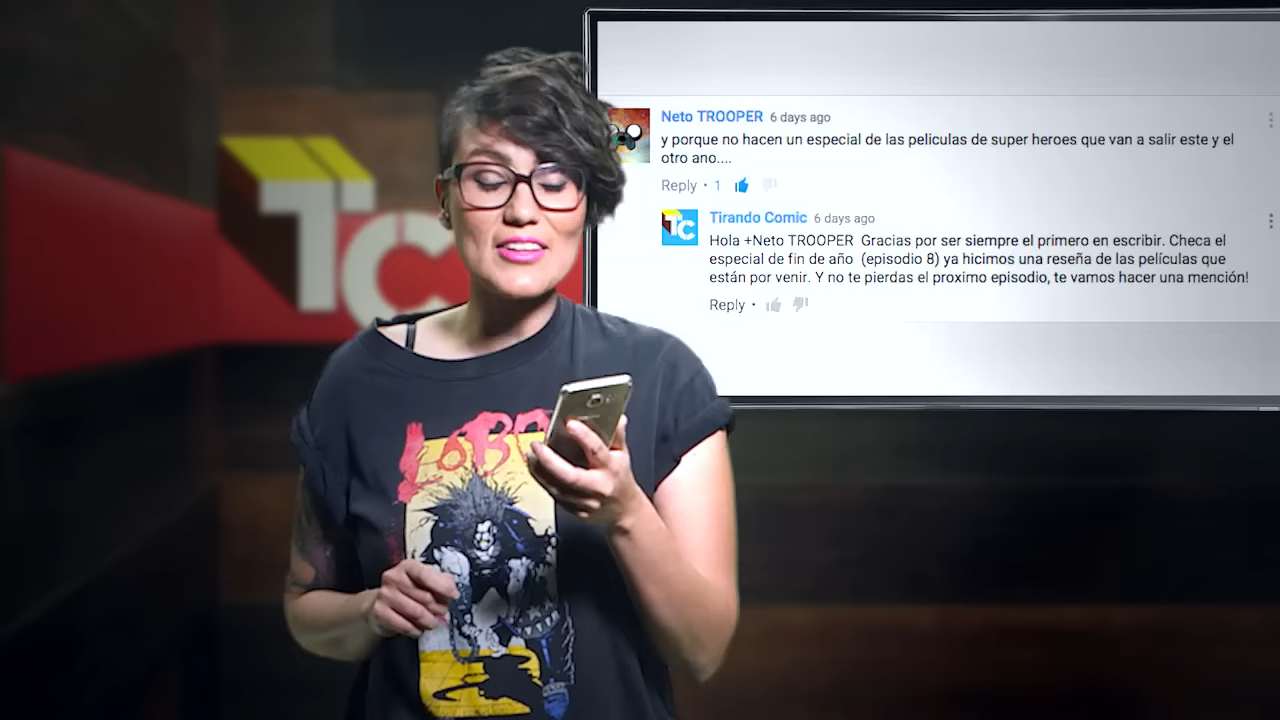 TC
LOBO
Neto TROOPER 6 days ago
y porque no hacen un especial de las peliculas de super heroes que van a salir este y el
otro ano....
Reply • 1
TC
Tirando Comic 6 days ago
Hola +Neto TROOPER Gracias por ser siempre el primero en escribir. Checa el
especial de fin de año (episodio 8) ya hicimos una reseña de las películas que
están por venir. Y no te pierdas el proximo episodio, te vamos hacer una mención!
Reply •